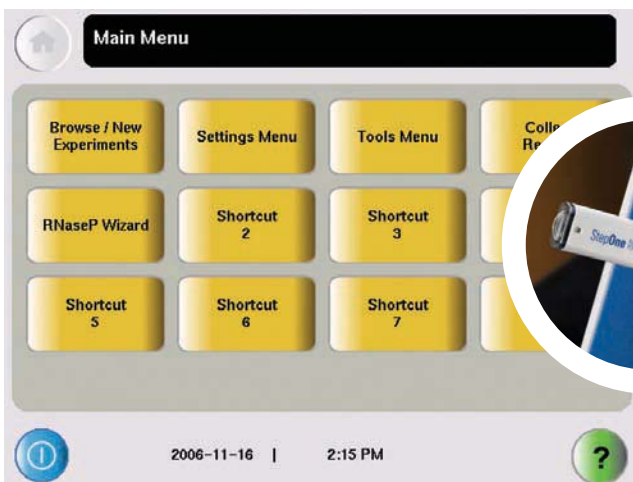 Main Menu
Browse / New
Experiments
Settings Menu
Tools Menu
RNaseP Wizard
Shortcut
2
Shortcut
3
StepOne
Shortcut
5
Shortcut
6
Shortcut
7
2006-11-16 | 2:15 PM
?